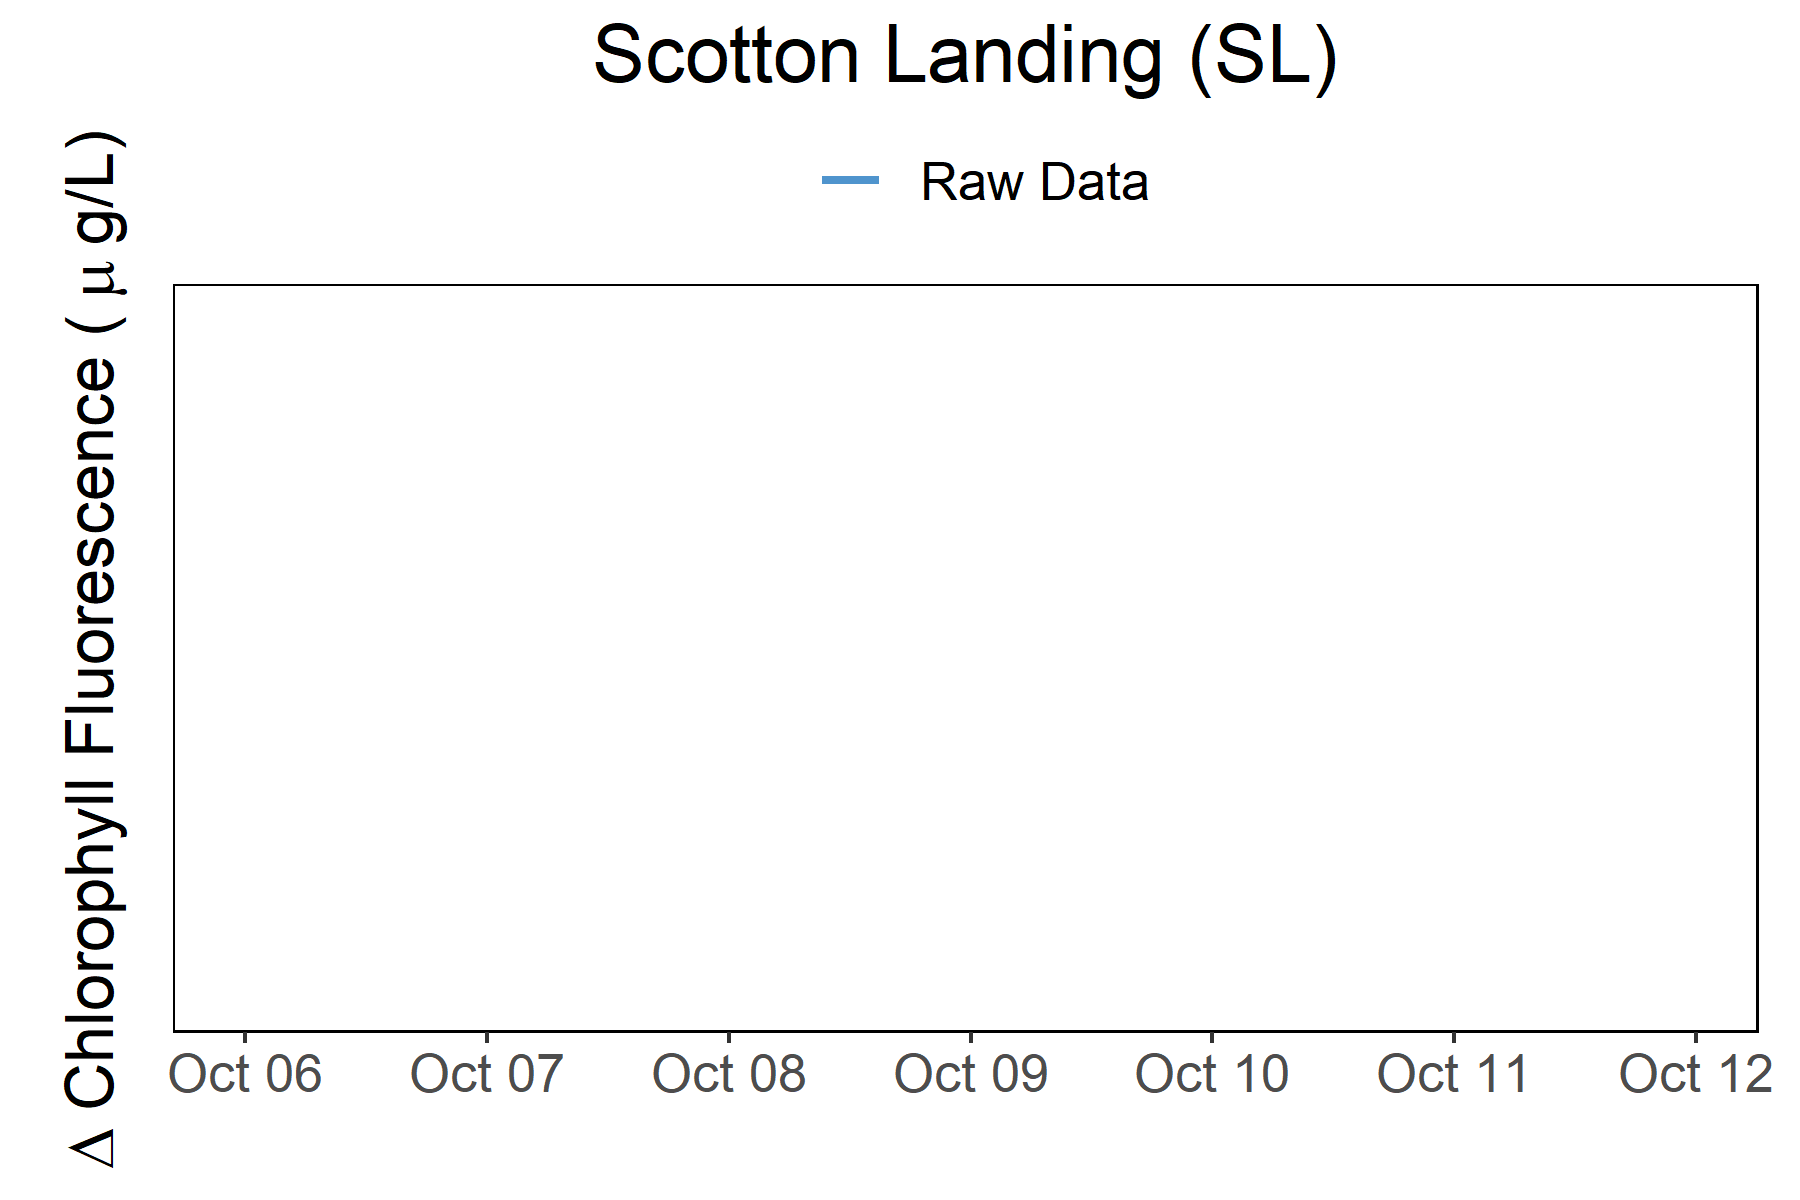 Scotton Landing (SL)
Raw Data
Δ Chlorophyll Fluorescence ( μ g/L)
Oct 06 Oct 07 Oct 08 Oct 09 Oct 10 Oct 11 Oct 12